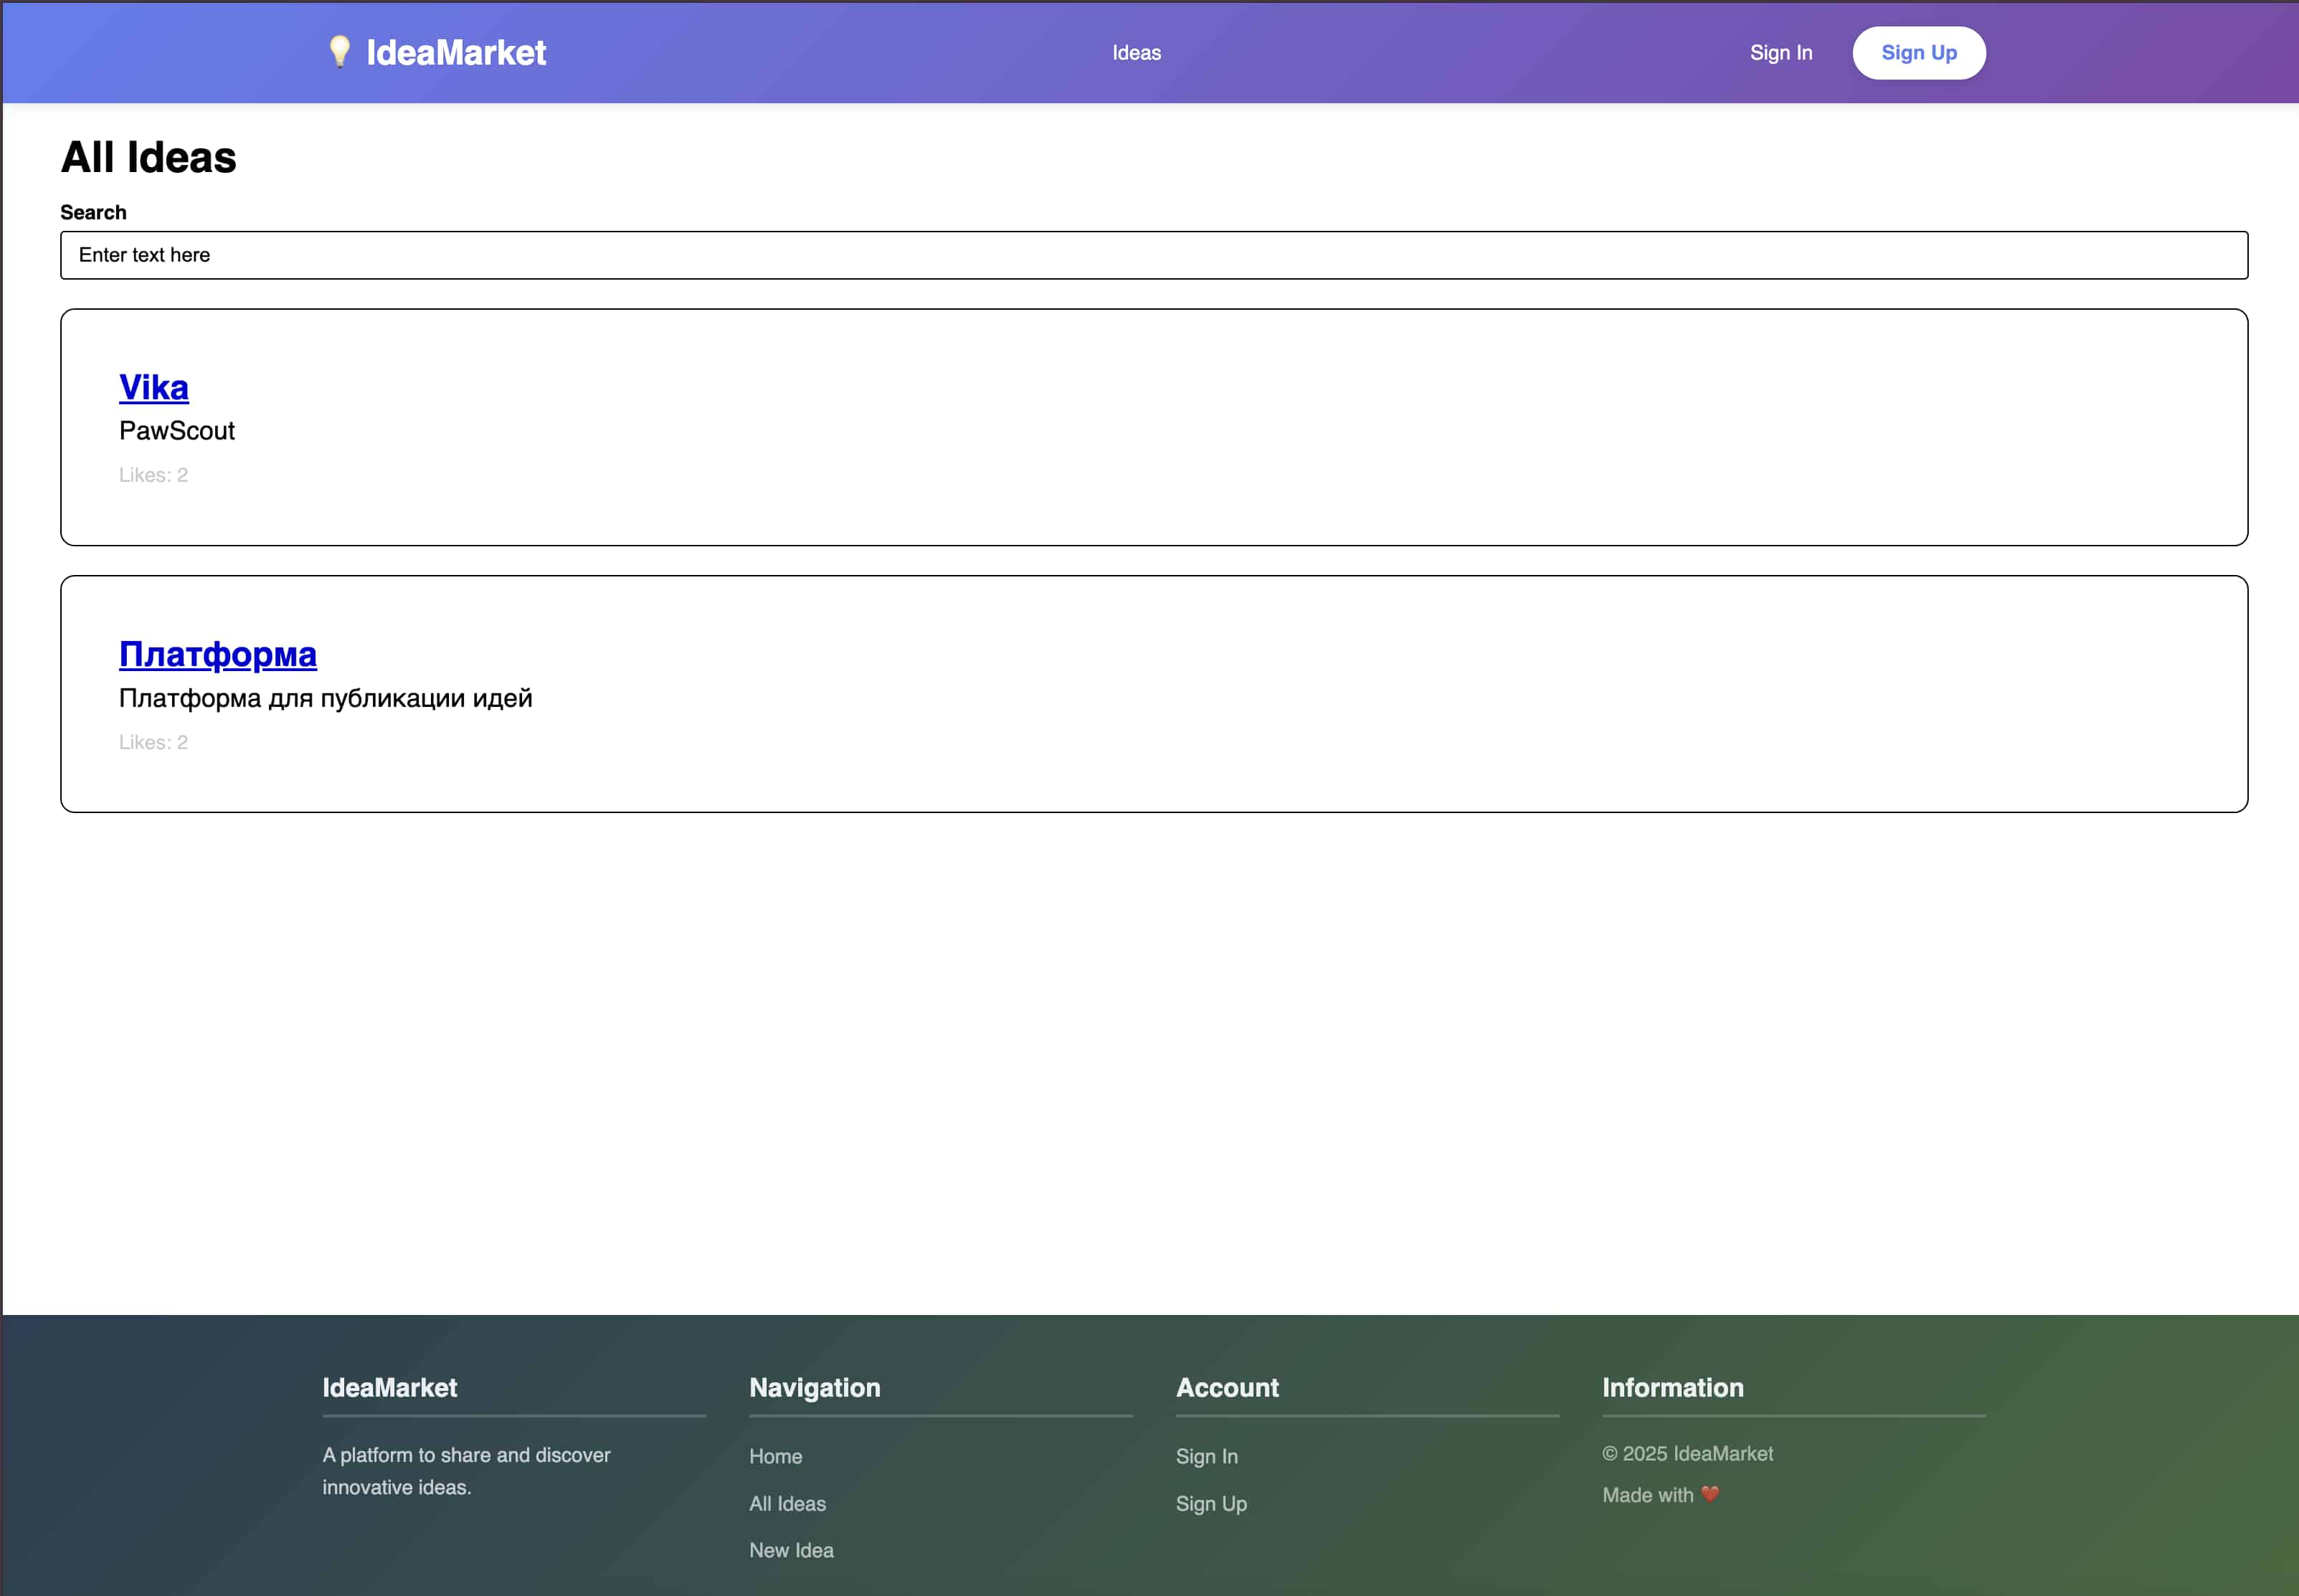 💡 IdeaMarket
Ideas
Sign In
Sign Up
All Ideas
Search
Enter text here
Vika
PawScout
Likes: 2
Платформа
Платформа для публикации идей
Likes: 2
IdeaMarket
A platform to share and discover
innovative ideas.
Navigation
Home
All Ideas
New Idea
Account
Sign In
Sign Up
Information
© 2025 IdeaMarket
Made with ❤️